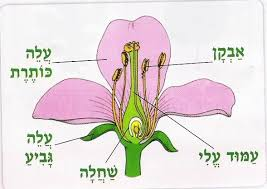 עֲלֵה
כּוֹתֶרֶת
אַבְקָן
עֲלֵה
גָּבִיעַ
עַמּוּד עֱלִי
שַׁחֲלָה